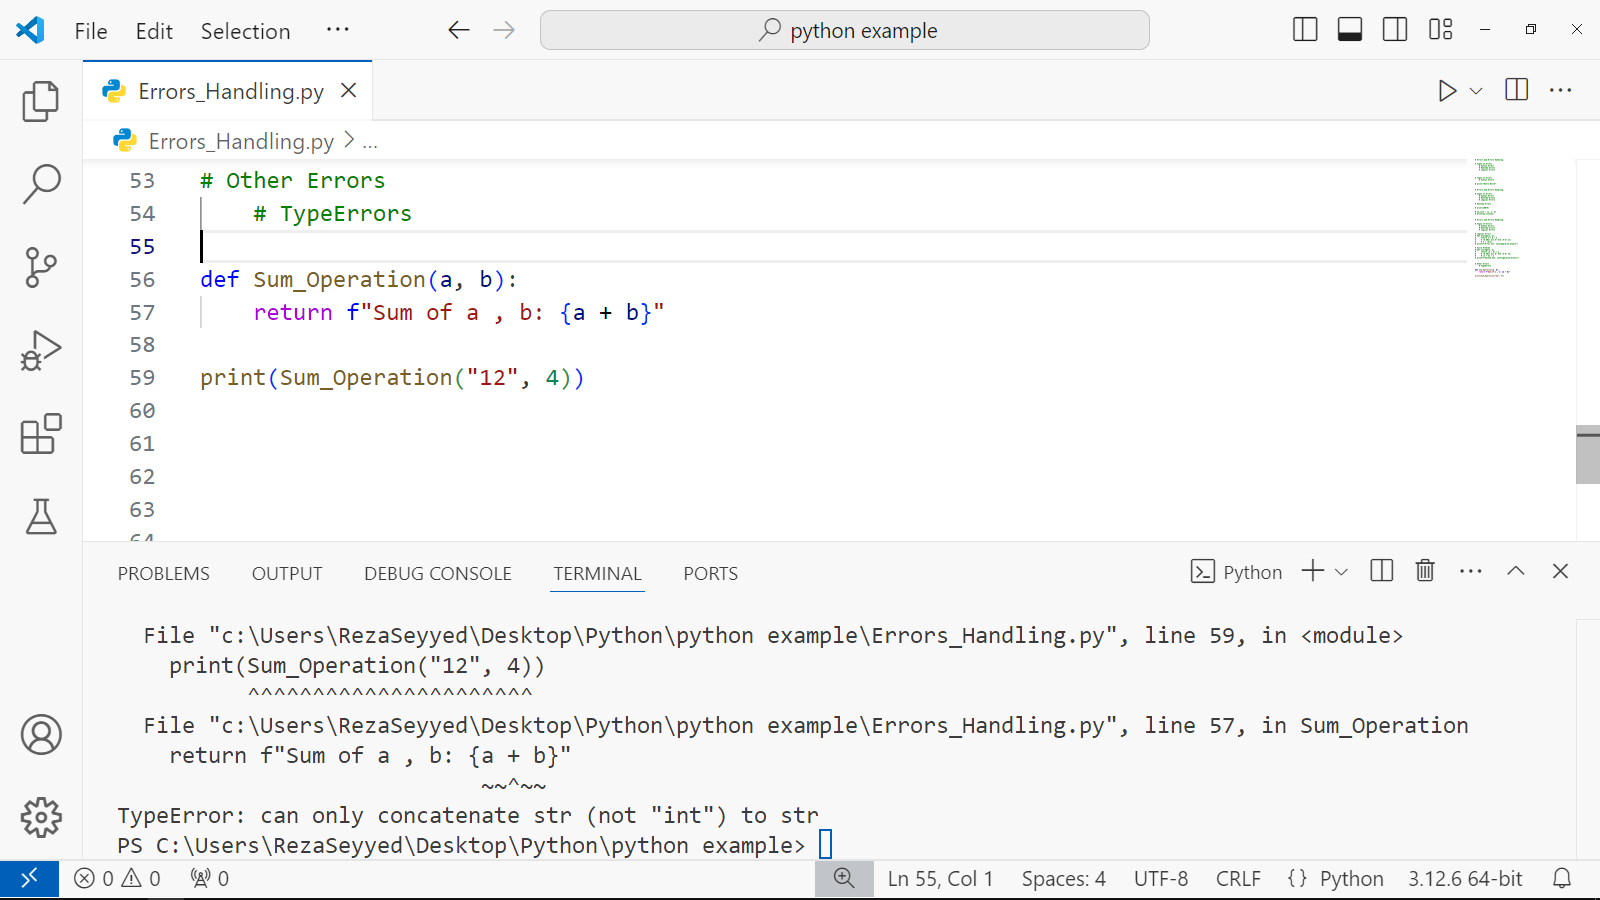 File Edit Selection ··· python example
Errors_Handling.py
Errors_Handling.py > ...
53 # Other Errors
54 # TypeErrors
55
56 def Sum_Operation(a, b):
57 return f"Sum of a , b: {a + b}"
58
59 print(Sum_Operation("12", 4))
60
61
62
63
64
PROBLEMS OUTPUT DEBUG CONSOLE TERMINAL PORTS Python
File "c:\Users\RezaSeyyed\Desktop\Python\python example\Errors_Handling.py", line 59, in <module>
print(Sum_Operation("12", 4))
^^^^^^^^^^^^^^^^^^^^^^
File "c:\Users\RezaSeyyed\Desktop\Python\python example\Errors_Handling.py", line 57, in Sum_Operation
return f"Sum of a , b: {a + b}"
~~^~~
TypeError: can only concatenate str (not "int") to str
PS C:\Users\RezaSeyyed\Desktop\Python\python example>
0 0 0 Ln 55, Col 1 Spaces: 4 UTF-8 CRLF {} Python 3.12.6 64-bit